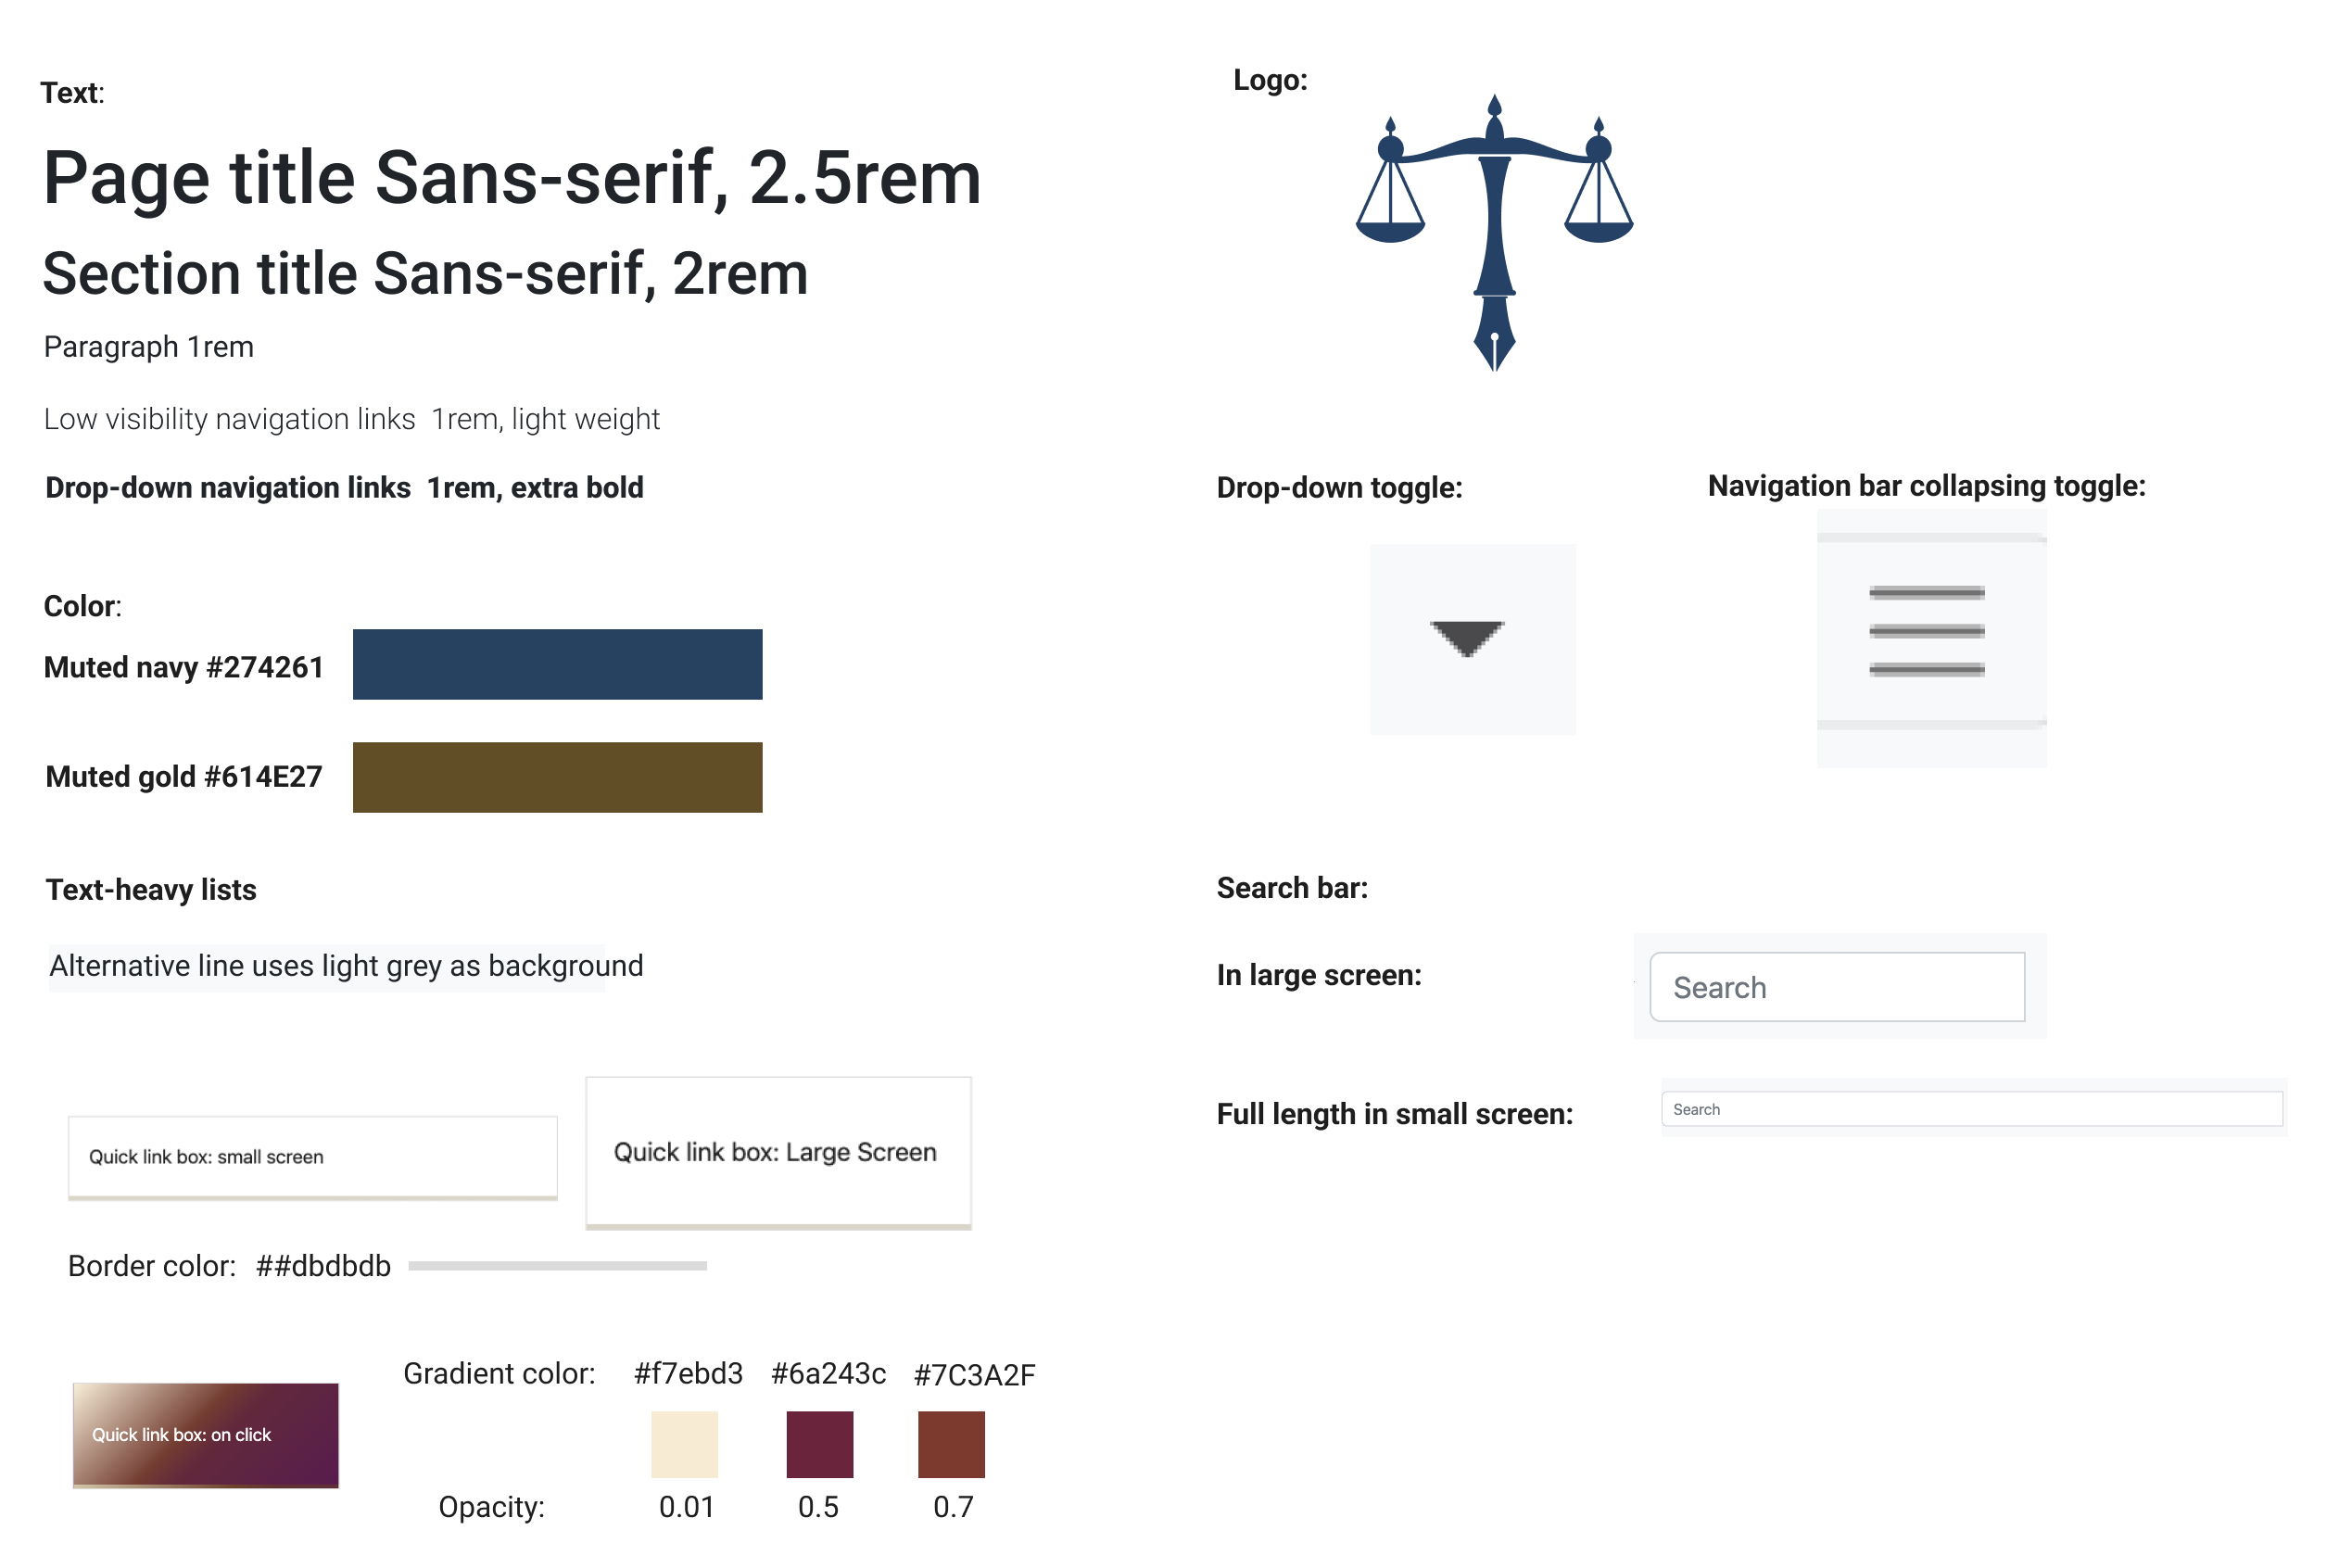 Text:
Page title Sans-serif, 2.5rem
Section title Sans-serif, 2rem
Paragraph 1rem
Low visibility navigation links  1rem, light weight
Drop-down navigation links  1rem, extra bold
Color:
Muted navy #274261
Muted gold #614E27
Text-heavy lists
Alternative line uses light grey as background
Quick link box: small screen
Quick link box: Large Screen
Border color:  ##dbdbdb
Quick link box: on click
Gradient color: #f7ebd3 #6a243c #7C3A2F
Opacity: 0.01 0.5 0.7
Logo:
Drop-down toggle:
Navigation bar collapsing toggle:
Search bar:
In large screen:
Search
Full length in small screen:
Search